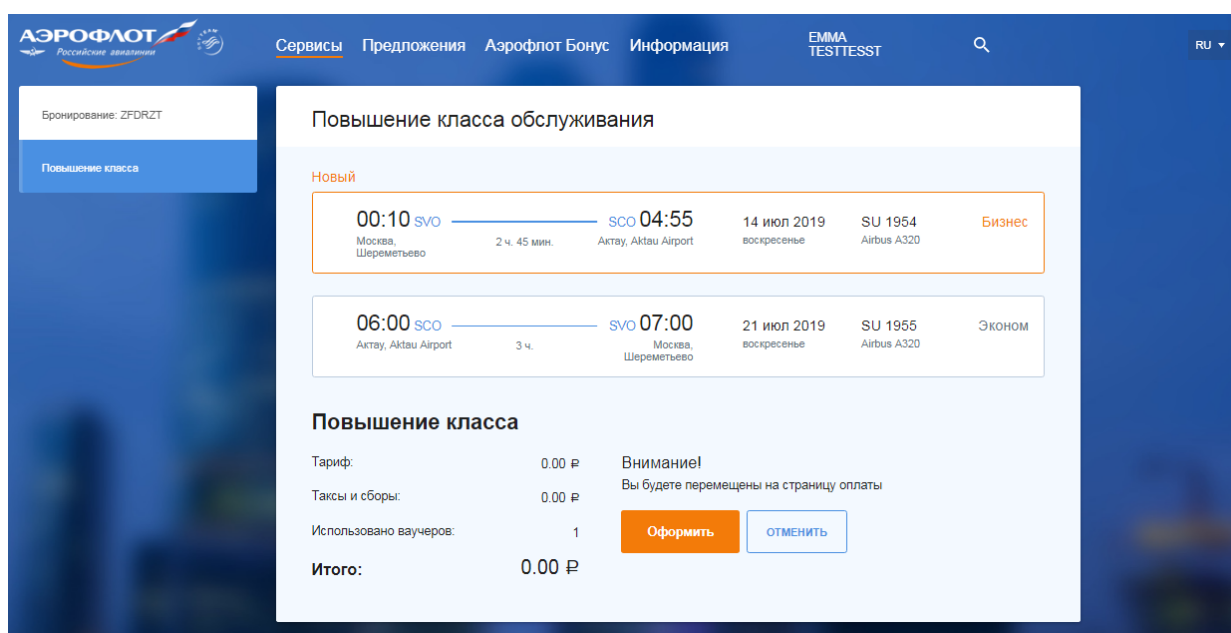 АЭРОФЛОТ
Российские авиалинии
Сервисы Предложения Аэрофлот Бонус Информация
EMMA
TESTTESST
RU
Бронирование: ZFDRZT
Повышение класса
Повышение класса обслуживания
Новый
00:10 SVO SCO 04:55 14 июл 2019 SU 1954 Бизнес
Москва, 2 ч. 45 мин. Актау, Aktau Airport воскресенье Airbus A320
Шереметьево
06:00 SCO SVO 07:00 21 июл 2019 SU 1955 Эконом
Актау, Aktau Airport 3 ч. Москва, воскресенье Airbus A320
Шереметьево
Повышение класса
Тариф: 0.00 ₽ Внимание!
Вы будете перемещены на страницу оплаты
Таксы и сборы: 0.00 ₽
Использовано ваучеров: 1 Оформить ОТМЕНИТЬ
Итого: 0.00 ₽